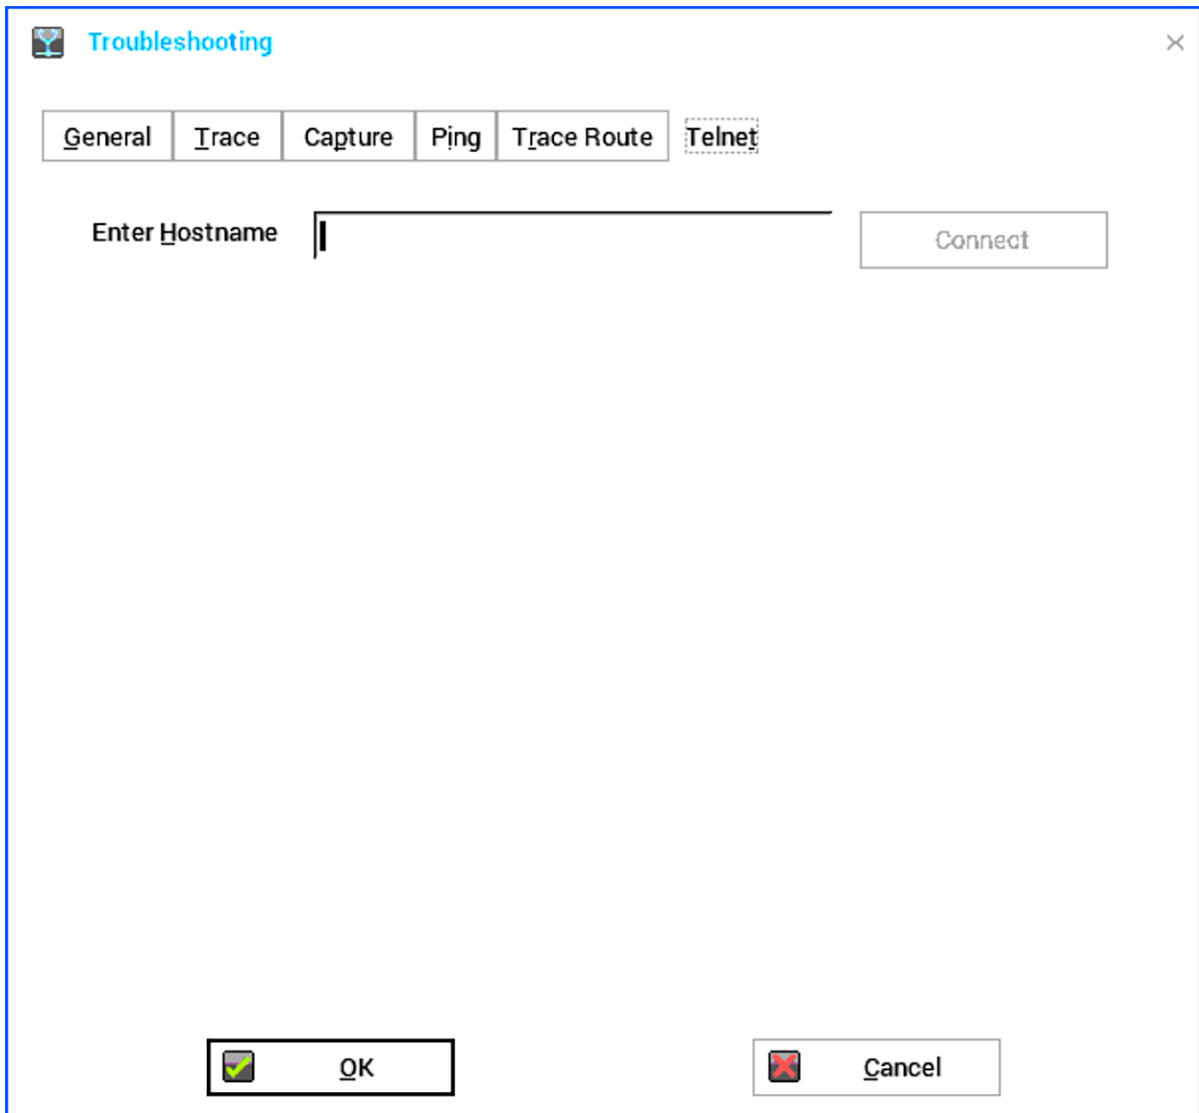 Troubleshooting
General Trace Capture Ping Trace Route Telnet
Enter Hostname Connect
OK Cancel